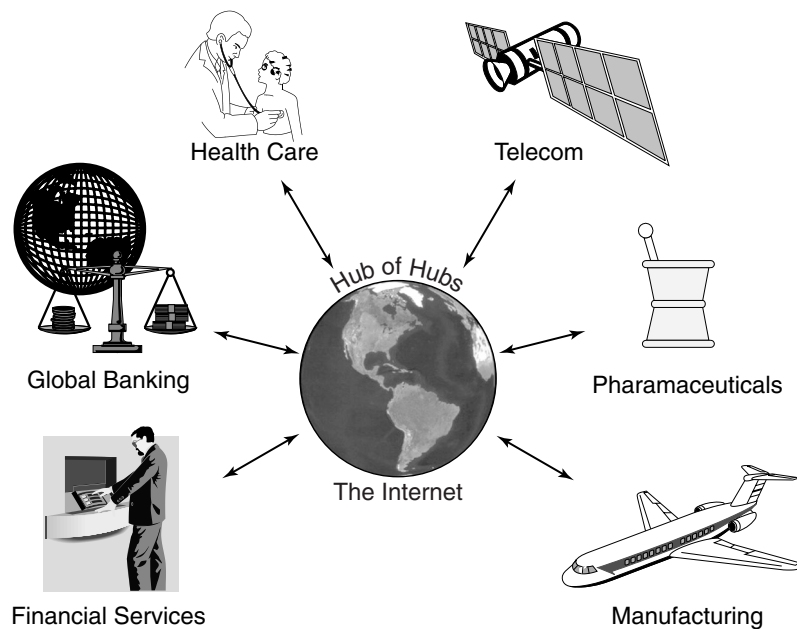 Health Care
Telecom
Hub of Hubs
Global Banking
Pharamaceuticals
The Internet
Financial Services
Manufacturing